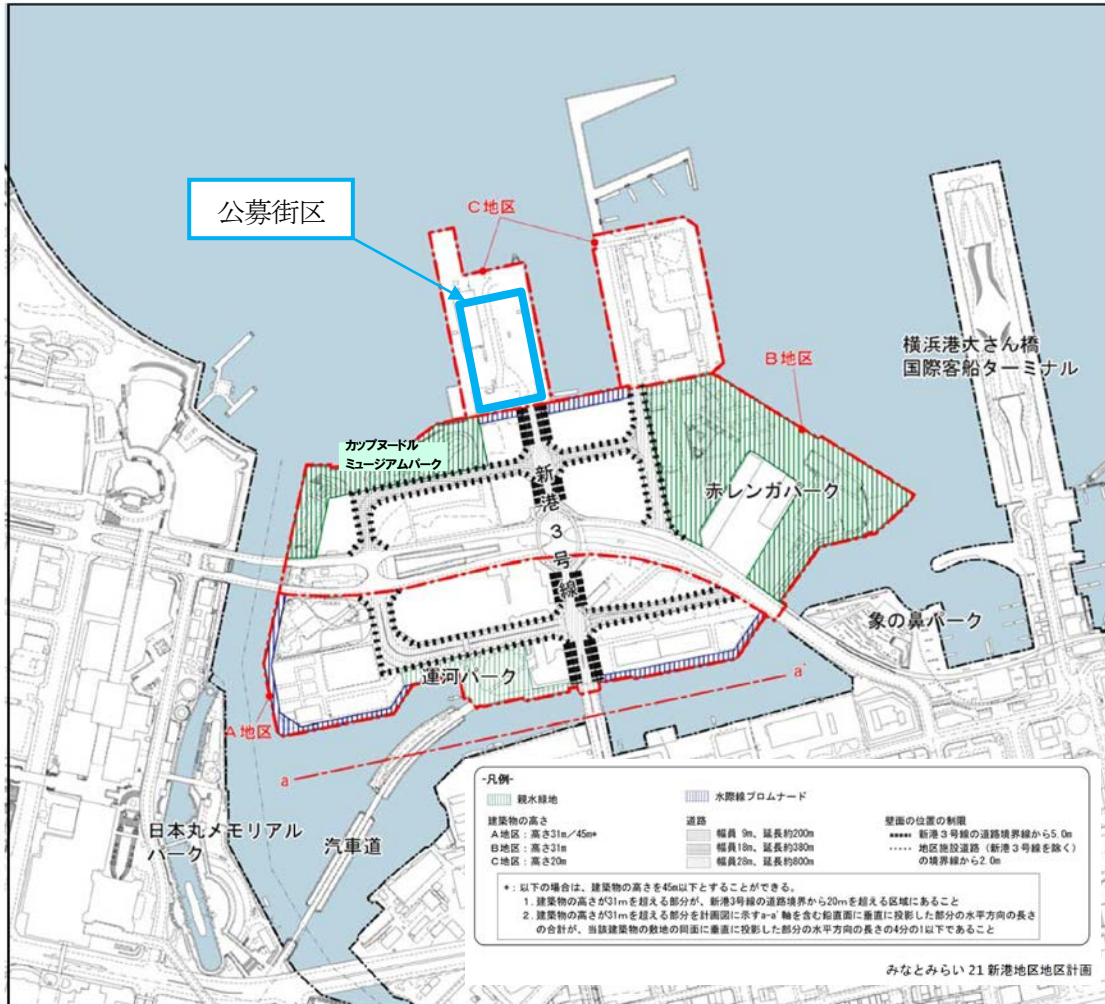 公募街区
C地区
B地区
横浜港大さん橋
国際客船ターミナル
カップヌードル
ミュージアムパーク
新港3号線
赤レンガパーク
象の鼻パーク
運河パーク
A地区
a
a'
日本丸メモリアル
パーク
汽車道
-凡例-
親水緑地
水際線プロムナード
建築物の高さ
A地区：高さ31m／45m*
B地区：高さ31m
C地区：高さ20m
道路
幅員 9m、延長約200m
幅員18m、延長約380m
幅員28m、延長約800m
壁面の位置の制限
新港3号線の道路境界線から5.0m
地区施設道路（新港3号線を除く）
の境界線から2.0m
*：以下の場合は、建築物の高さを45m以下とすることができる。
1. 建築物の高さが31mを超える部分が、新港3号線の道路境界から20mを超える区域にあること
2. 建築物の高さが31mを超える部分を計画図に示すa-a'軸を含む鉛直面に垂直に投影した部分の水平方向の長さ
の合計が、当該建築物の敷地の同面に垂直に投影した部分の水平方向の長さの4分の1以下であること
みなとみらい 21 新港地区地区計画